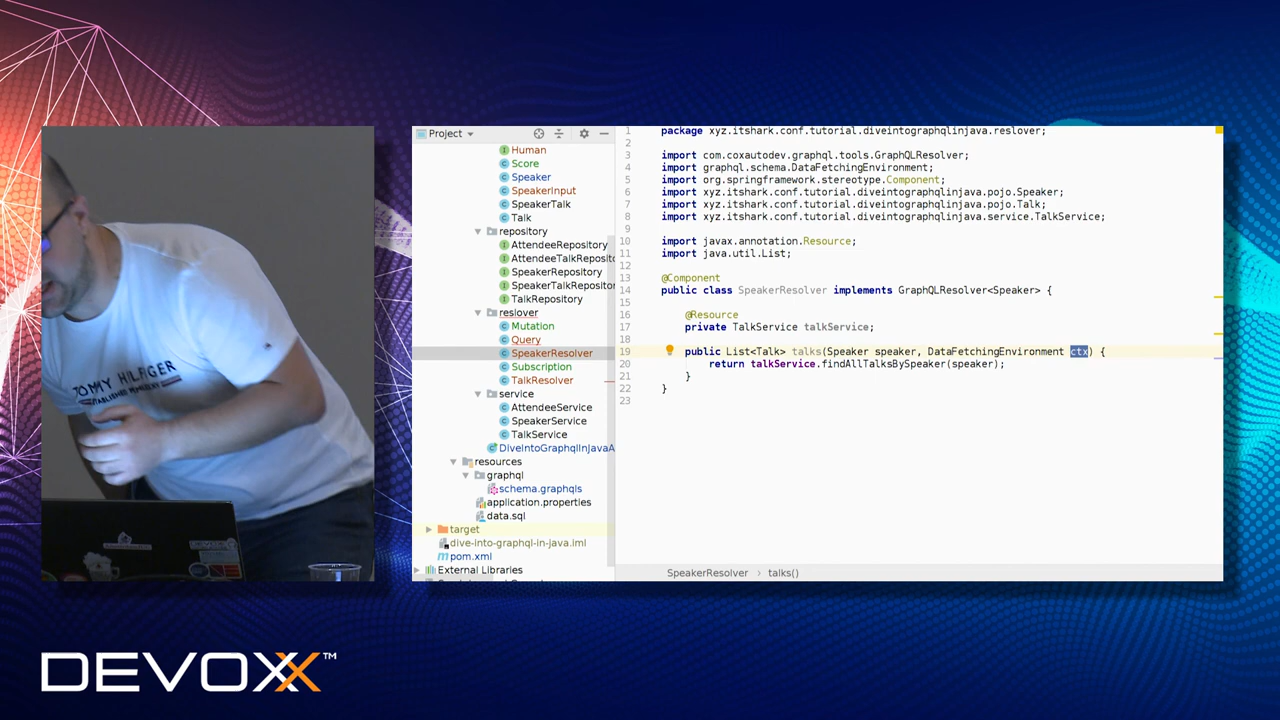 TOMMY HILFIGER
DEVOXX™
Project
Human
Score
Speaker
SpeakerInput
SpeakerTalk
Talk
repository
AttendeeRepository
AttendeeTalkReposito
SpeakerRepository
SpeakerTalkRepositor
TalkRepository
reslover
Mutation
Query
SpeakerResolver
Subscription
TalkResolver
service
AttendeeService
SpeakerService
TalkService
DiveIntoGraphqlInJavaA
resources
graphql
schema.graphqls
application.properties
data.sql
target
dive-into-graphql-in-java.iml
pom.xml
External Libraries
1 package xyz.itshark.conf.tutorial.diveintographqlinjava.reslover;
2
3 import com.coxautodev.graphql.tools.GraphQLResolver;
4 import graphql.schema.DataFetchingEnvironment;
5 import org.springframework.stereotype.Component;
6 import xyz.itshark.conf.tutorial.diveintographqlinjava.pojo.Speaker;
7 import xyz.itshark.conf.tutorial.diveintographqlinjava.pojo.Talk;
8 import xyz.itshark.conf.tutorial.diveintographqlinjava.service.TalkService;
9
10 import javax.annotation.Resource;
11 import java.util.List;
12
13 @Component
14 public class SpeakerResolver implements GraphQLResolver<Speaker> {
15
16 @Resource
17 private TalkService talkService;
18
19 public List<Talk> talks(Speaker speaker, DataFetchingEnvironment ctx) {
20 return talkService.findAllTalksBySpeaker(speaker);
21 }
22 }
23
SpeakerResolver › talks()